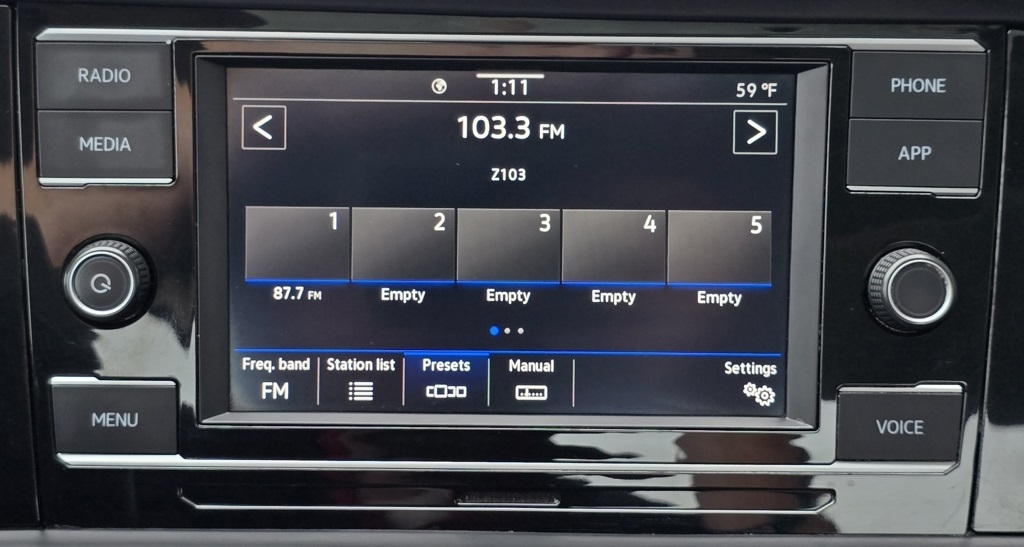 RADIO
MEDIA
MENU
1:11
59 °F
103.3 FM
Z103
1 2 3 4 5
87.7 FM Empty Empty Empty Empty
Freq. band Station list Presets Manual Settings
FM
PHONE
APP
VOICE